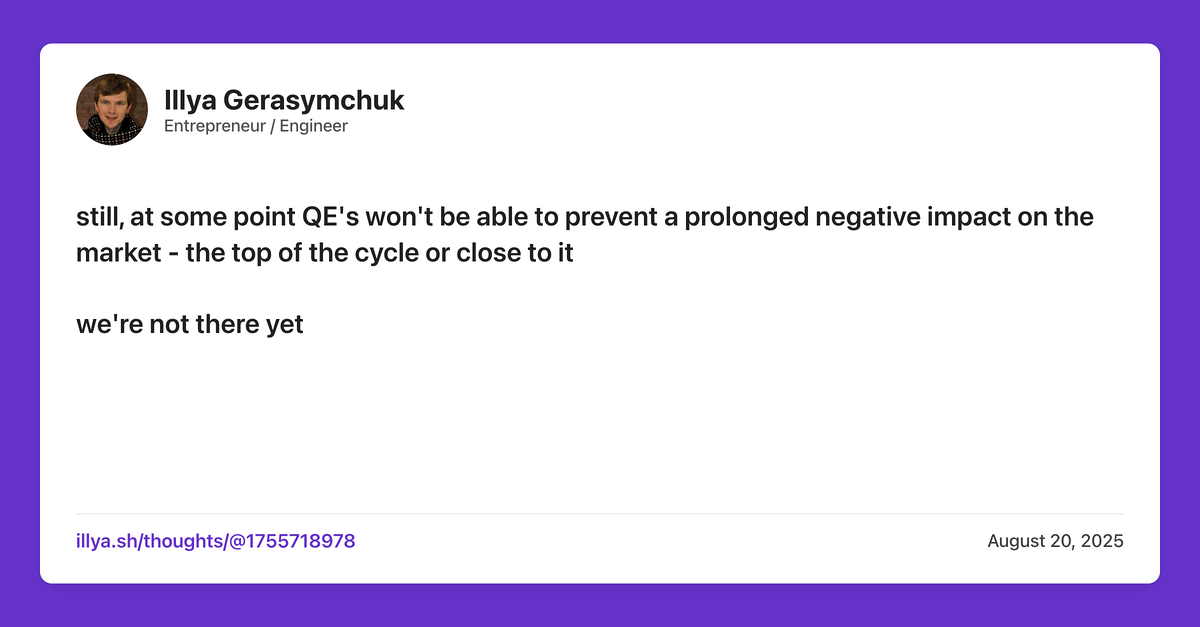 Illya Gerasymchuk
Entrepreneur / Engineer
still, at some point QE's won't be able to prevent a prolonged negative impact on the
market - the top of the cycle or close to it
we're not there yet
illya.sh/thoughts/@1755718978
August 20, 2025